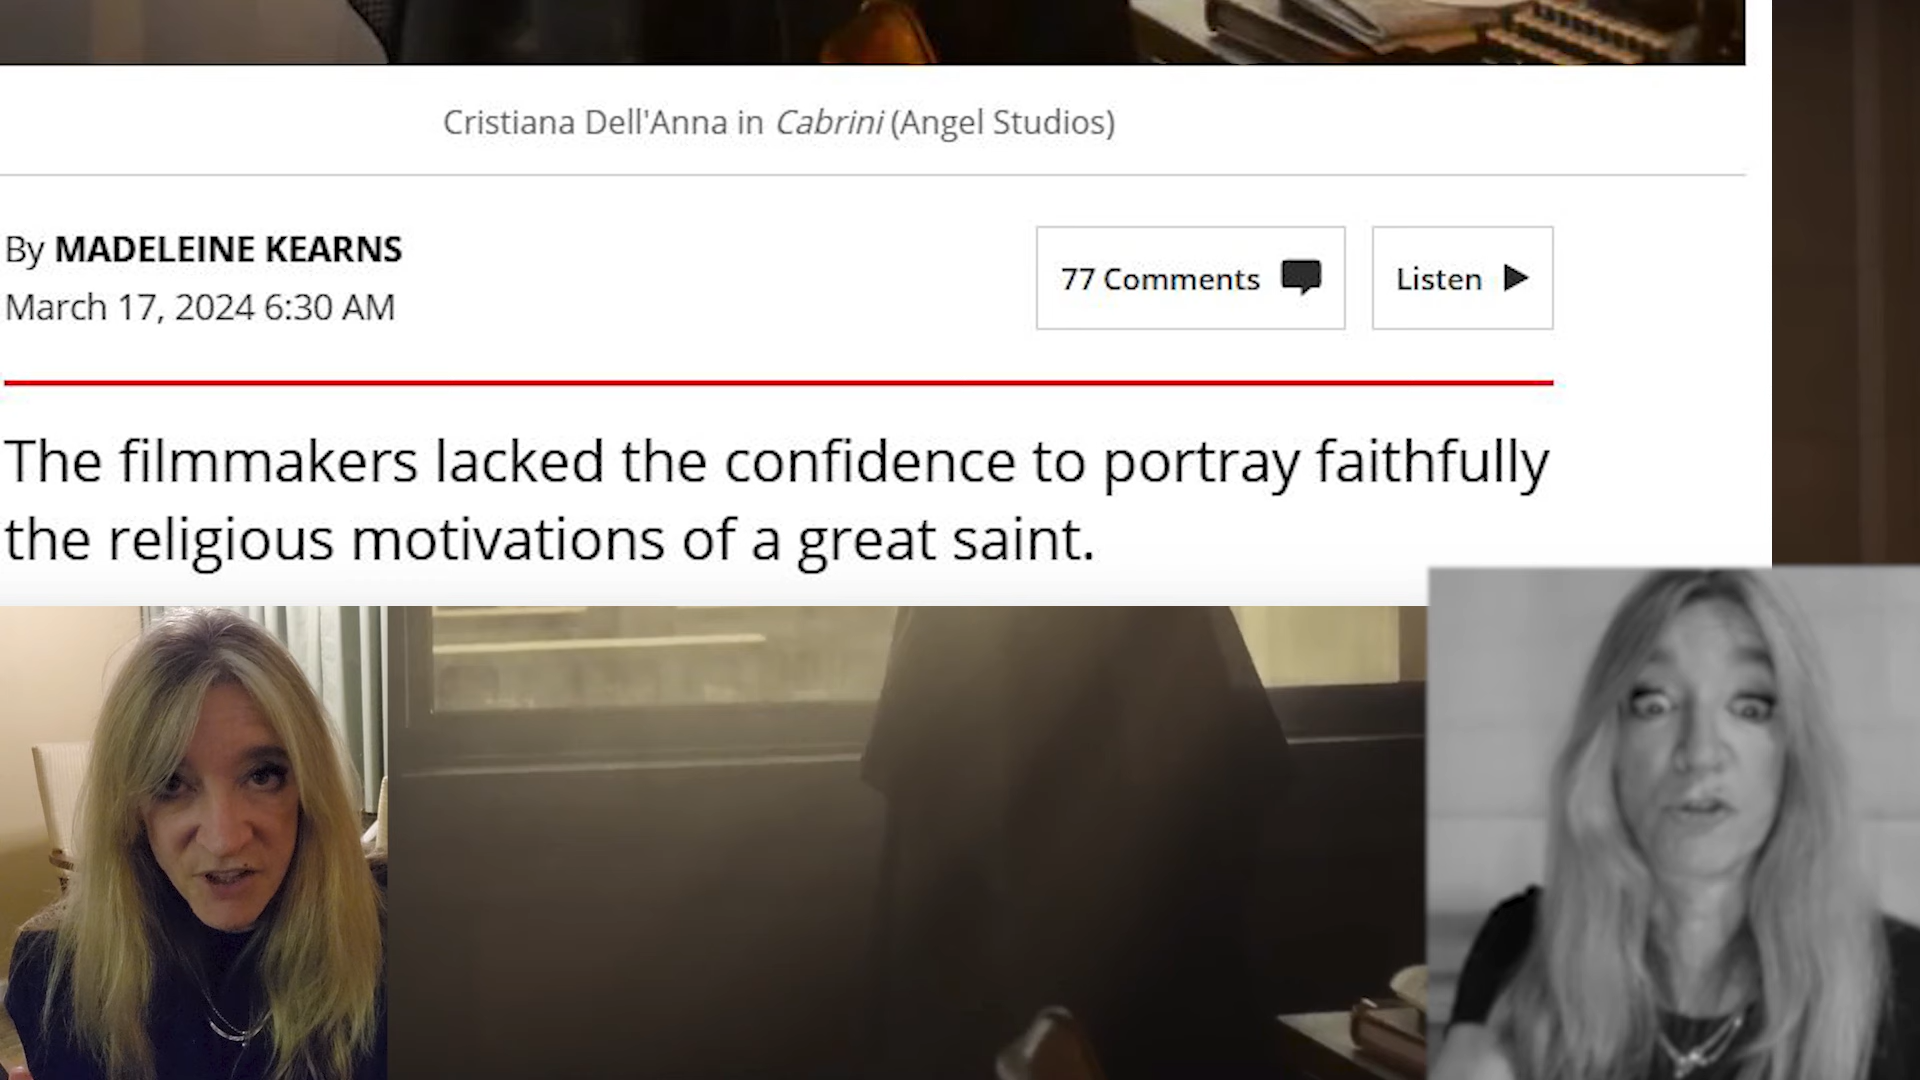 Cristiana Dell'Anna in Cabrini (Angel Studios)
By MADELEINE KEARNS
77 Comments
Listen
March 17, 2024 6:30 AM
The filmmakers lacked the confidence to portray faithfully
the religious motivations of a great saint.